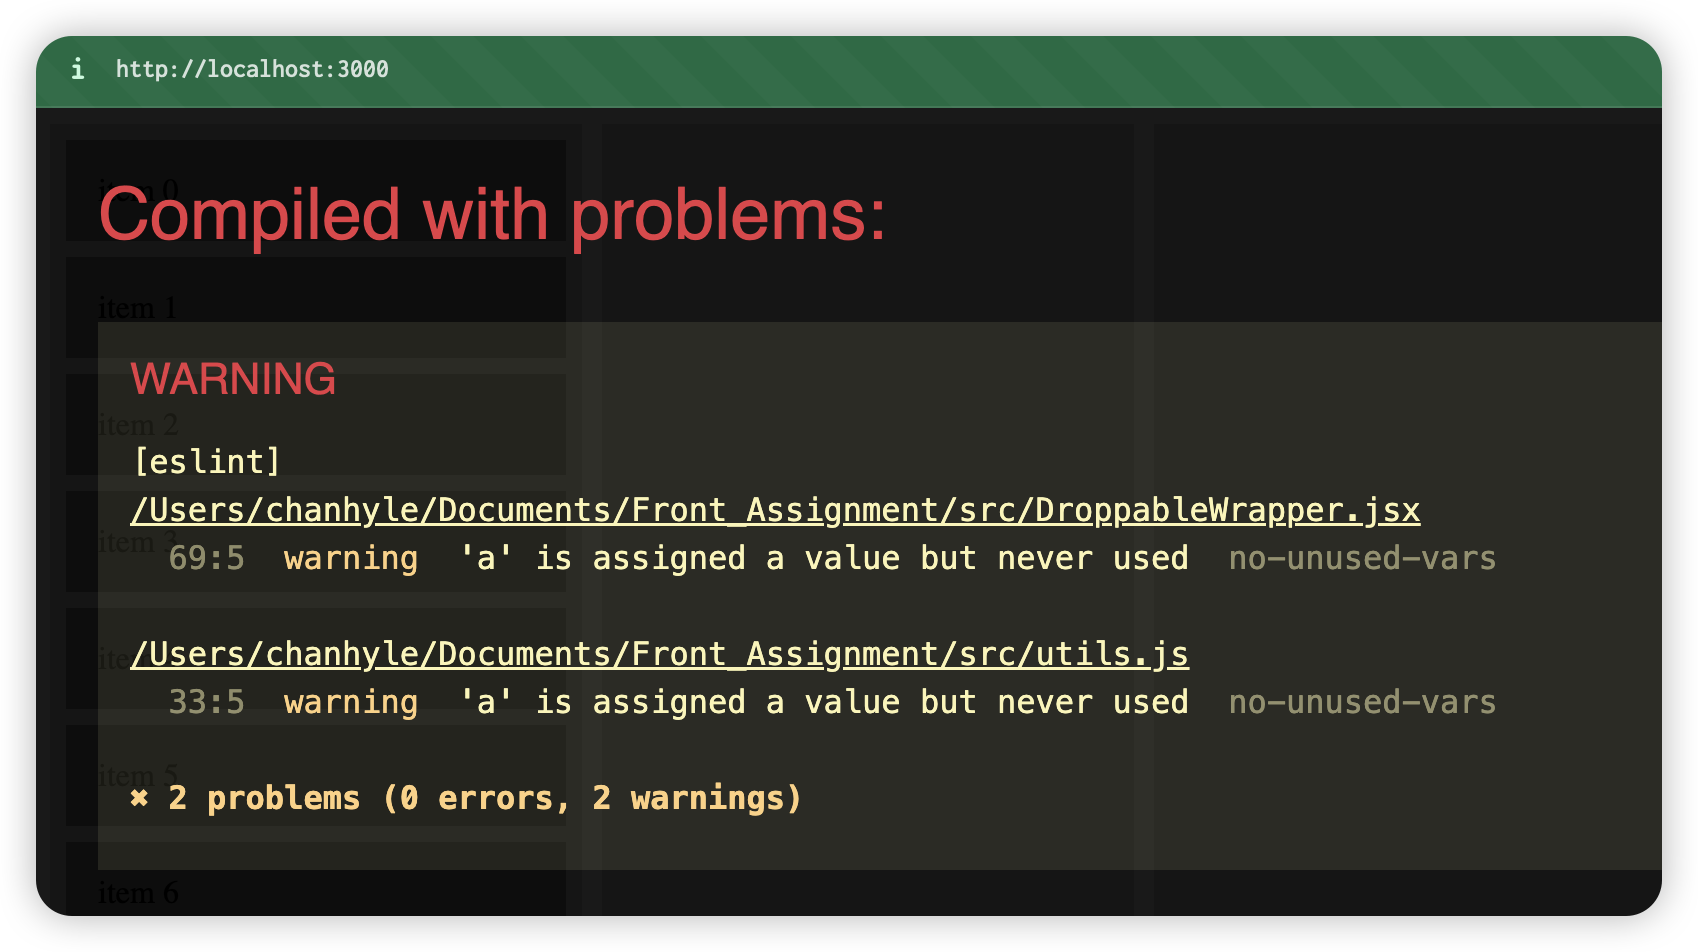 i http://localhost:3000
item 0
Compiled with problems:
item 1
WARNING
item 2
[eslint]
/Users/chanhyle/Documents/Front_Assignment/src/DroppableWrapper.jsx
item 3
69:5 warning 'a' is assigned a value but never used no-unused-vars
/Users/chanhyle/Documents/Front_Assignment/src/utils.js
33:5 warning 'a' is assigned a value but never used no-unused-vars
item 5
✖ 2 problems (0 errors, 2 warnings)
item 6